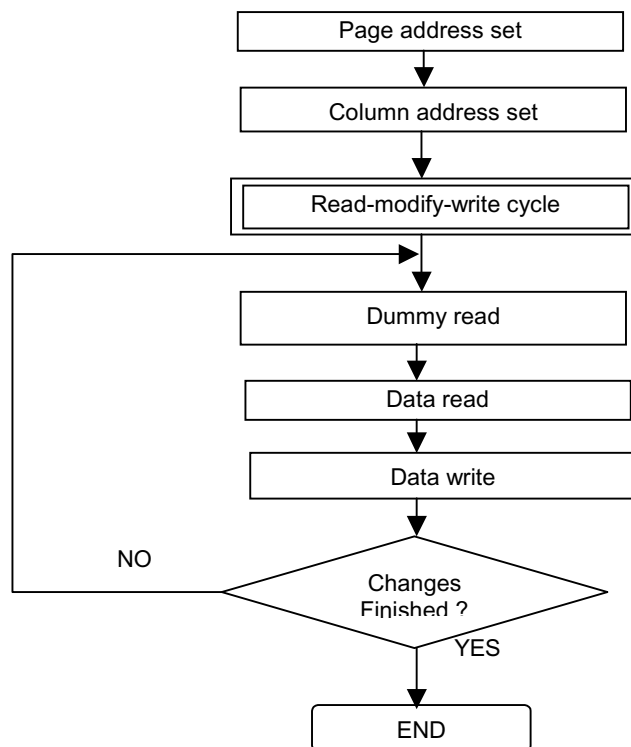 Page address set
Column address set
Read-modify-write cycle
Dummy read
Data read
Data write
NO
Changes
Finished ?
YES
END